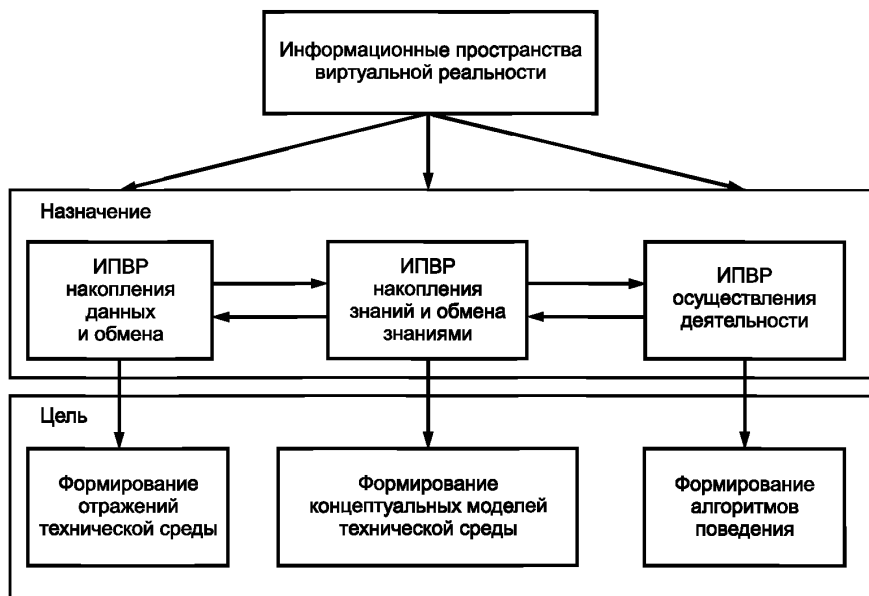 Информационные пространства
виртуальной реальности
Назначение
ИПВР
накопления
данных
и обмена
ИПВР
накопления
знаний и обмена
знаниями
ИПВР
осуществления
деятельности
Цель
Формирование
отражений
технической среды
Формирование
концептуальных моделей
технической среды
Формирование
алгоритмов
поведения